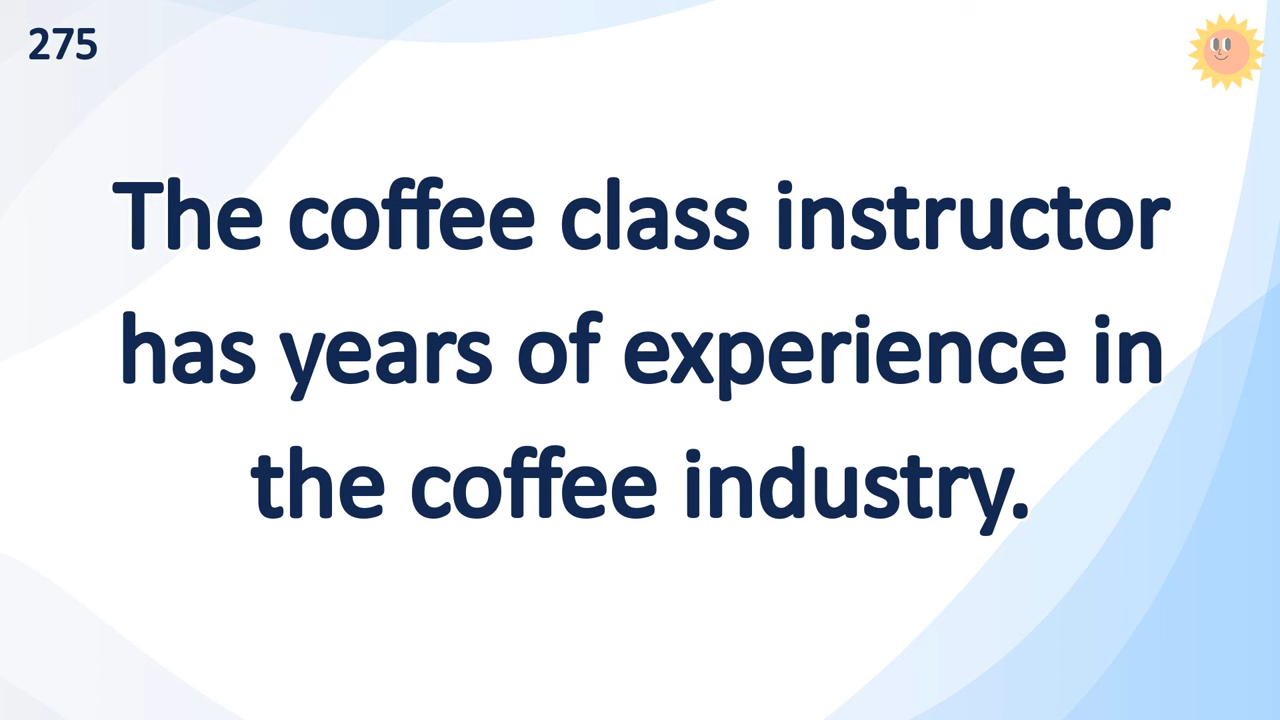 275
The coffee class instructor
has years of experience in
the coffee industry.